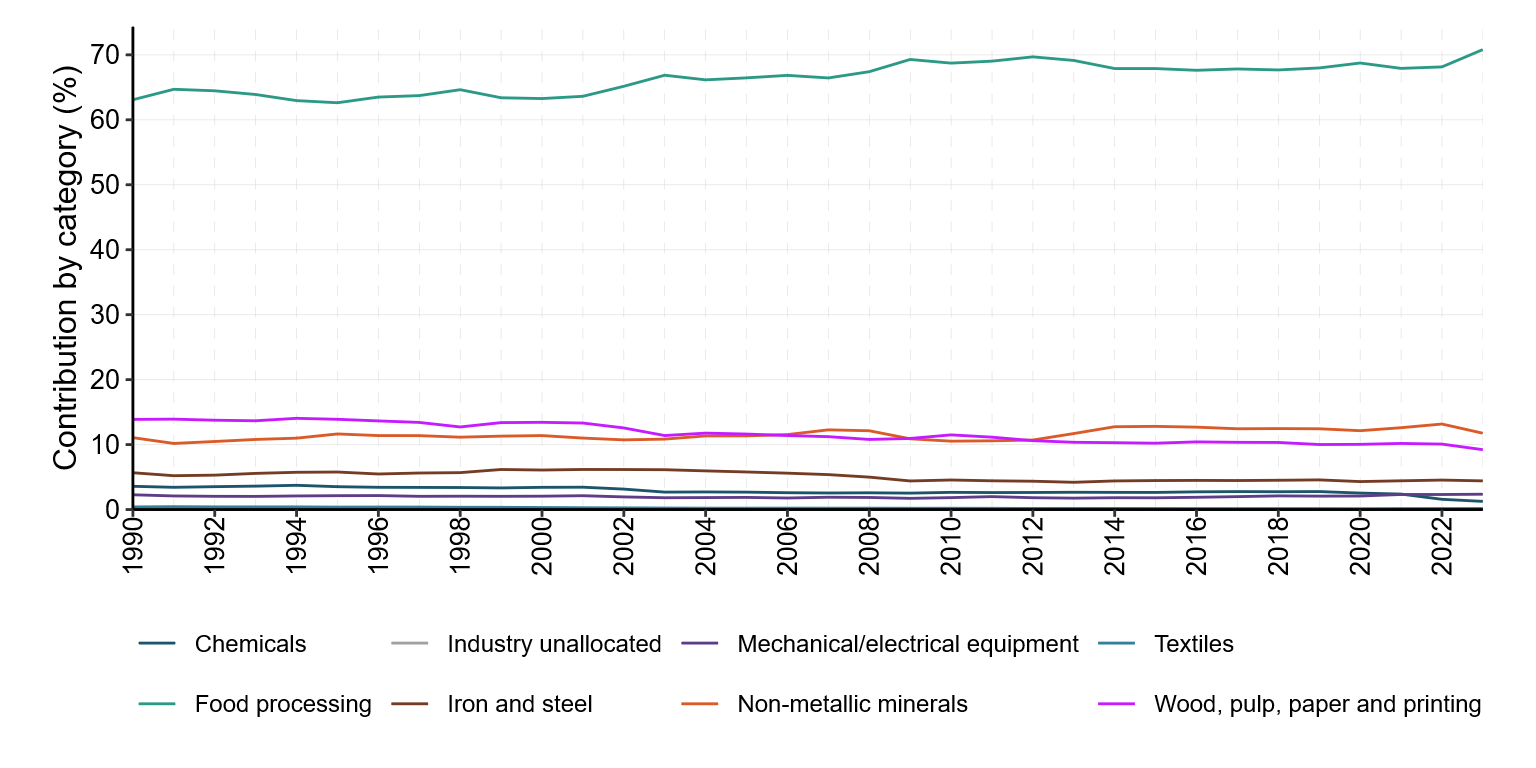 Contribution by category (%)
70
60
50
40
30
20
10
0
1990 1992 1994 1996 1998 2000 2002 2004 2006 2008 2010 2012 2014 2016 2018 2020 2022
Chemicals Industry unallocated Mechanical/electrical equipment Textiles
Food processing Iron and steel Non-metallic minerals Wood, pulp, paper and printing